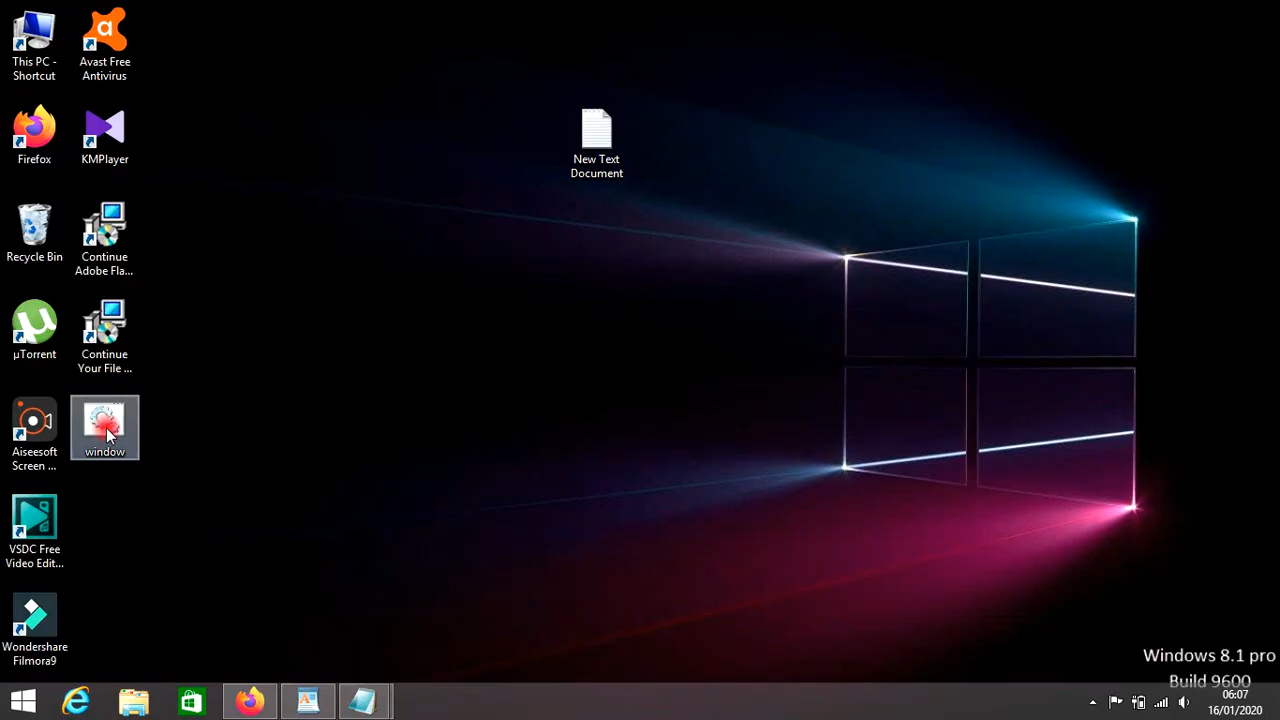 This PC -
Shortcut
Avast Free
Antivirus
Firefox
KMPlayer
New Text
Document
Recycle Bin
Continue
Adobe Fla...
µTorrent
Continue
Your File ...
Aiseesoft
Screen ...
window
VSDC Free
Video Edit...
Wondershare
Filmora9
Windows 8.1 pro
Build 9600
06:07
16/01/2020